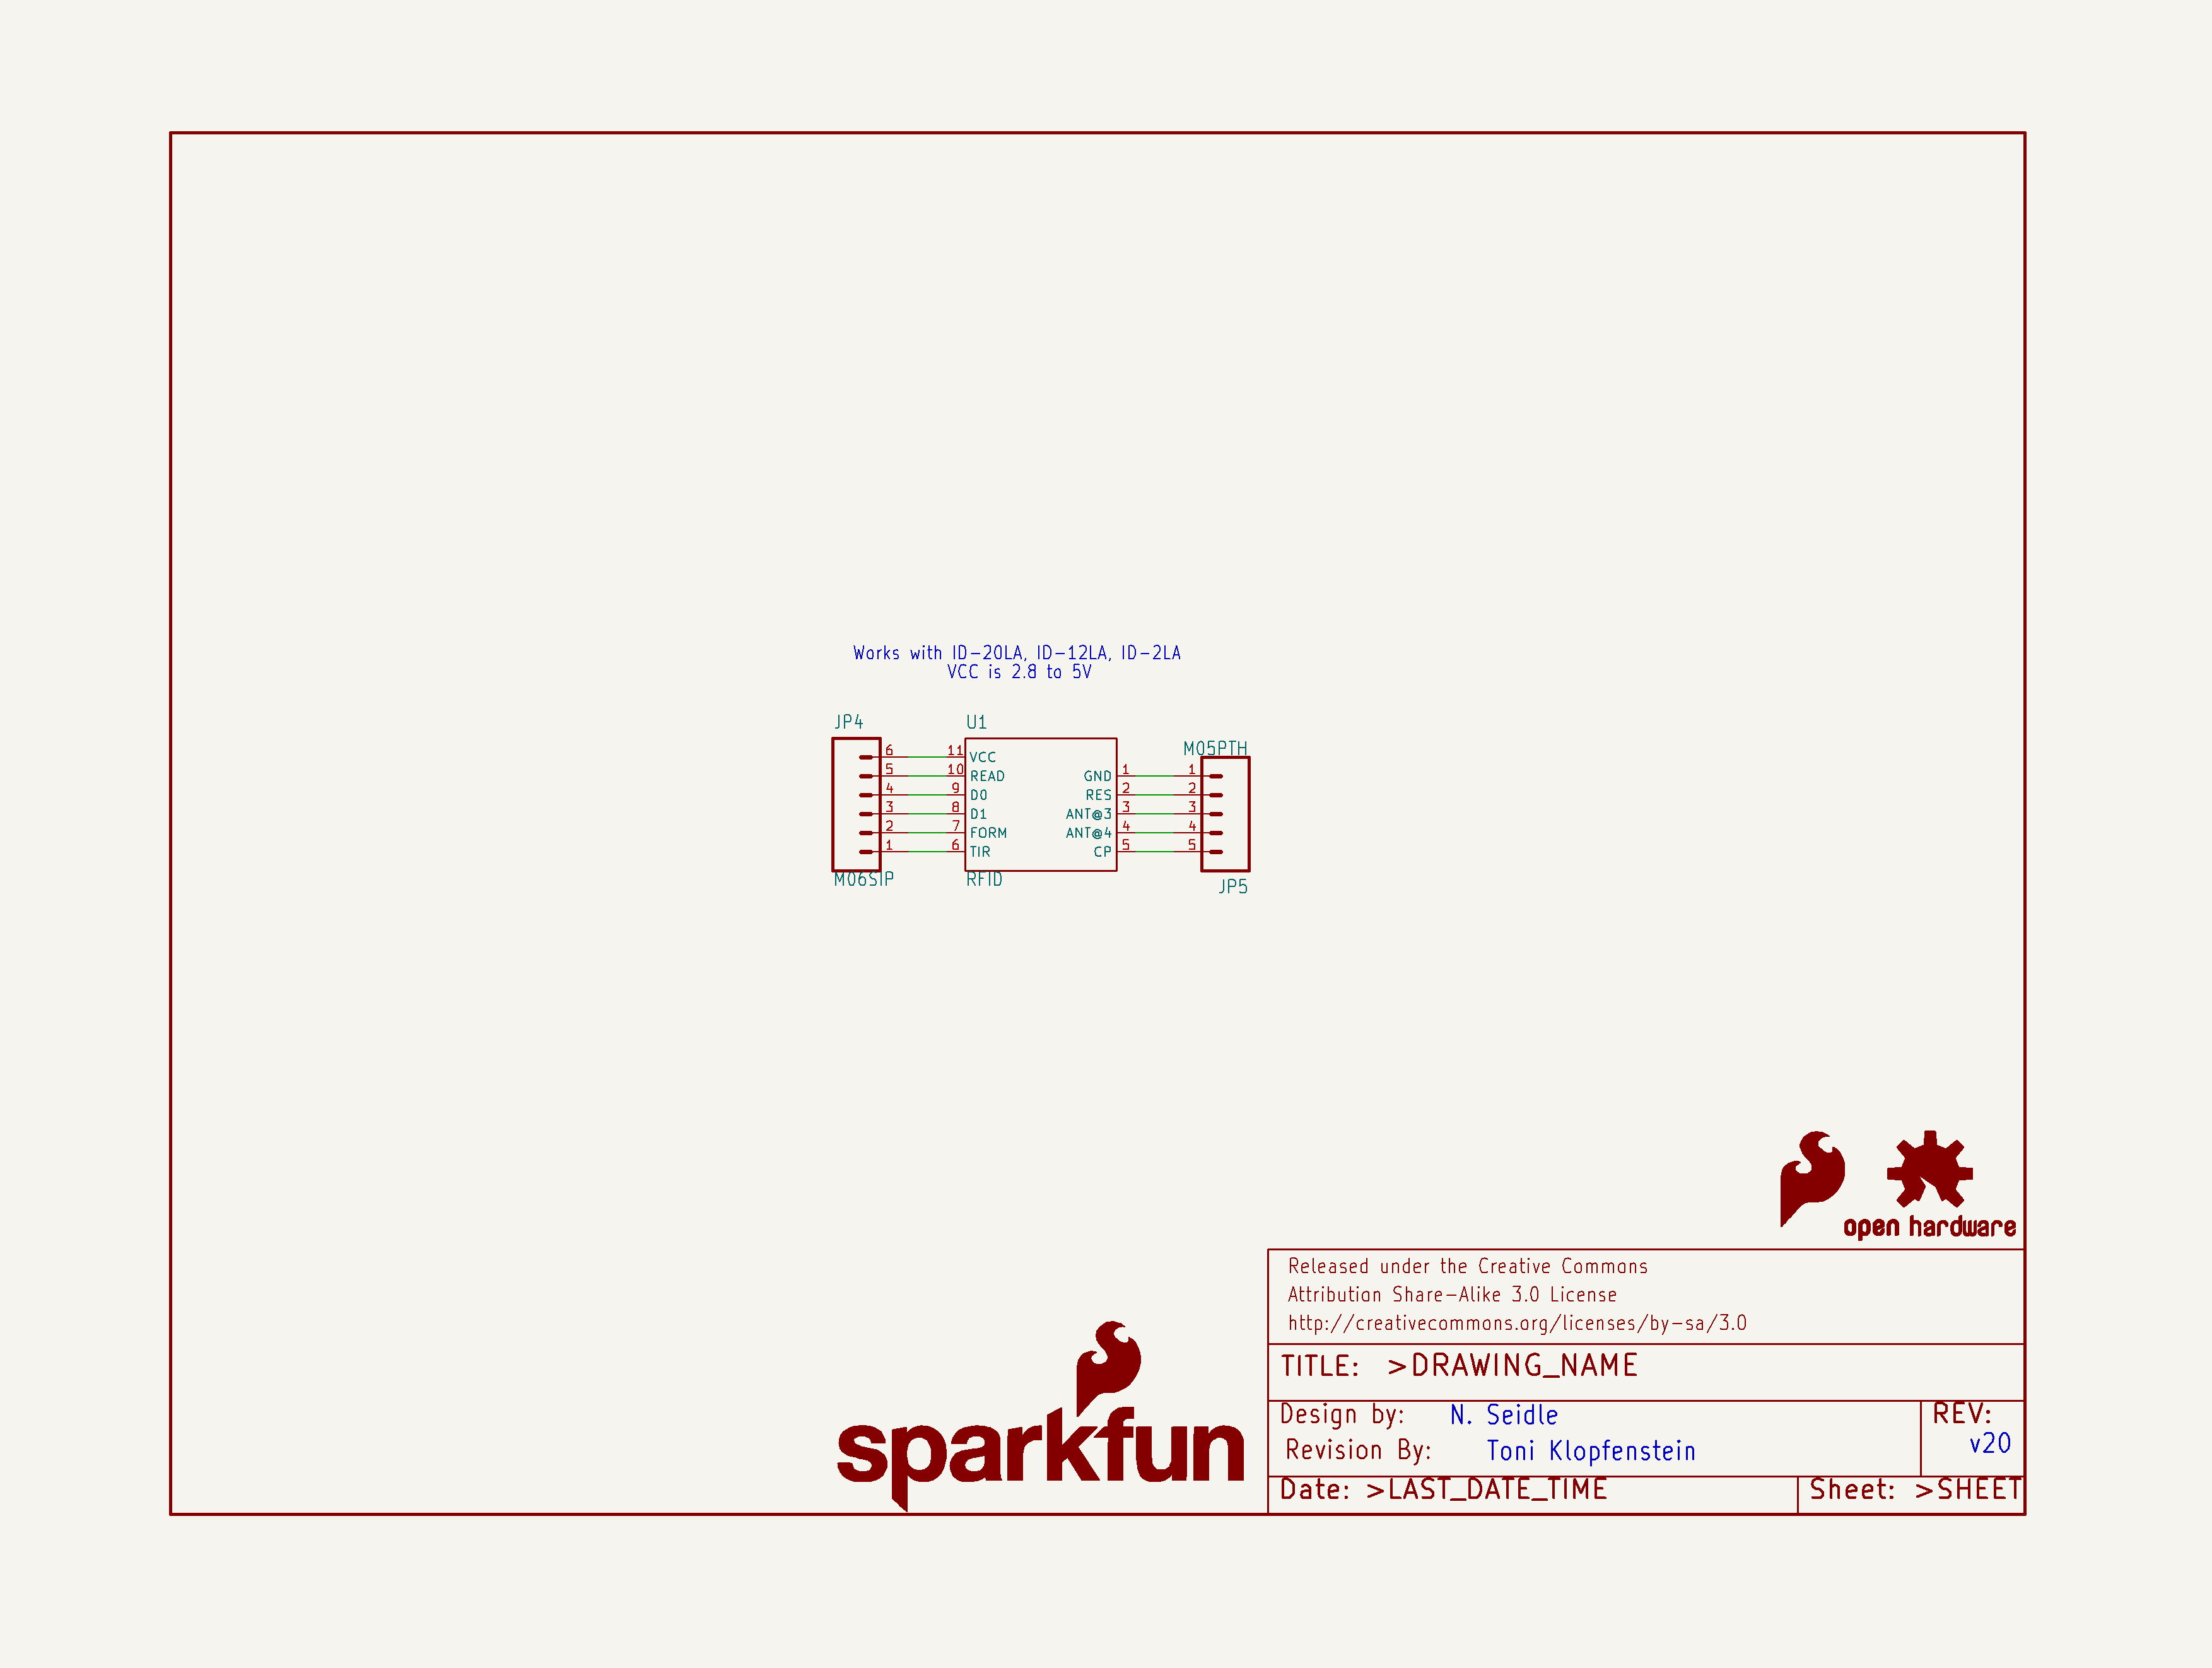 Works with ID-20LA, ID-12LA, ID-2LA
VCC is 2.8 to 5V
JP4
U1
M05PTH
6 11 VCC
5 10 READ GND 1 1
4 9 D0 RES 2 2
3 8 D1 ANT@3 3 3
2 7 FORM ANT@4 4 4
1 6 TIR CP 5 5
M06SIP
RFID
JP5
open hardware
Released under the Creative Commons
Attribution Share-Alike 3.0 License
http://creativecommons.org/licenses/by-sa/3.0
TITLE: >DRAWING_NAME
Design by: N. Seidle
REV:
v20
Revision By: Toni Klopfenstein
Date: >LAST_DATE_TIME
Sheet: >SHEET
sparkfun